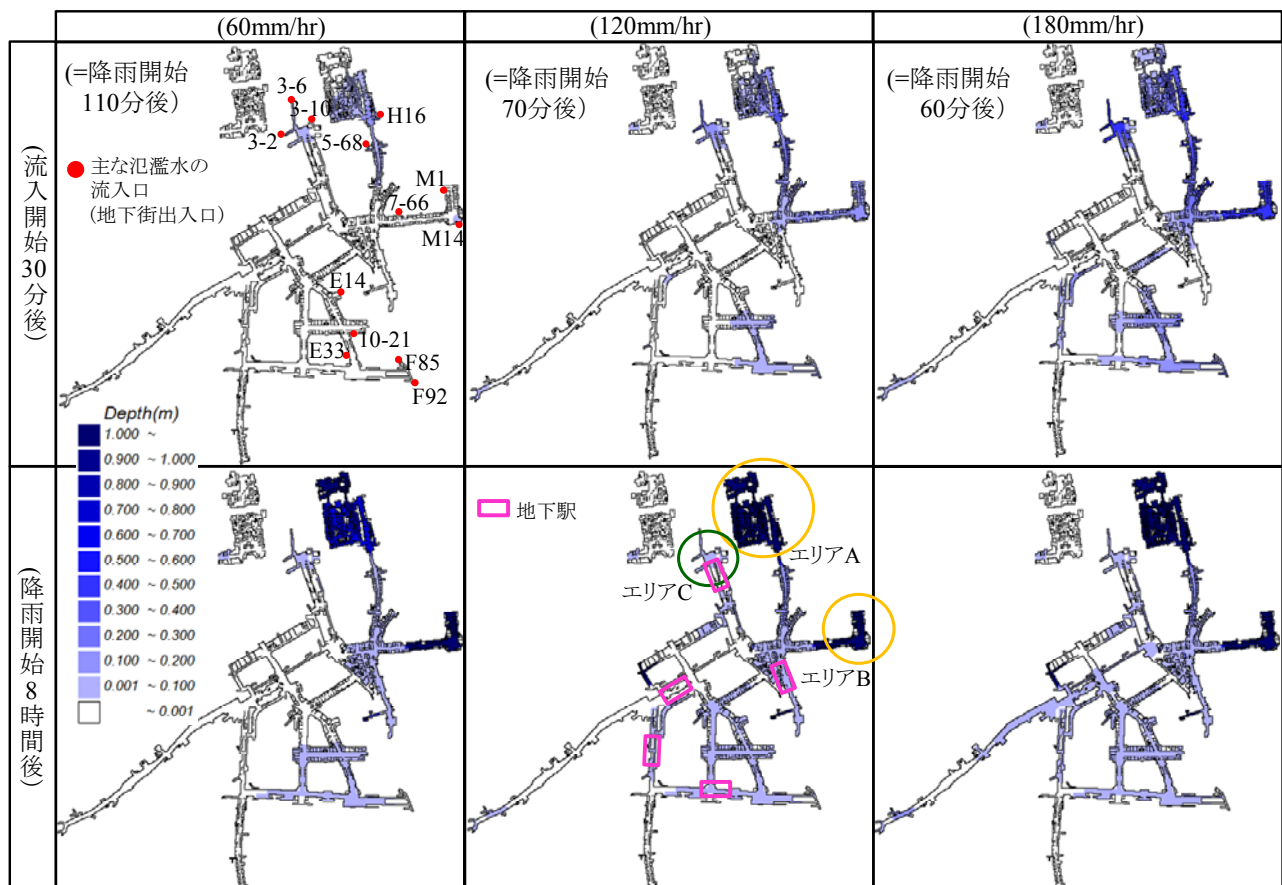 (60mm/hr)
(120mm/hr)
(180mm/hr)
(流入開始30分後)
(=降雨開始
110分後)
3-6
3-10
3-2
H16
5-68
主な氾濫水の
流入口
(地下街出入口)
M1
7-66
M14
E14
10-21
E33
F85
F92
(=降雨開始
70分後)
(=降雨開始
60分後)
(降雨開始8時間後)
Depth(m)
1.000 ~
0.900 ~ 1.000
0.800 ~ 0.900
0.700 ~ 0.800
0.600 ~ 0.700
0.500 ~ 0.600
0.400 ~ 0.500
0.300 ~ 0.400
0.200 ~ 0.300
0.100 ~ 0.200
0.001 ~ 0.100
~ 0.001
地下駅
エリアA
エリアC
エリアB